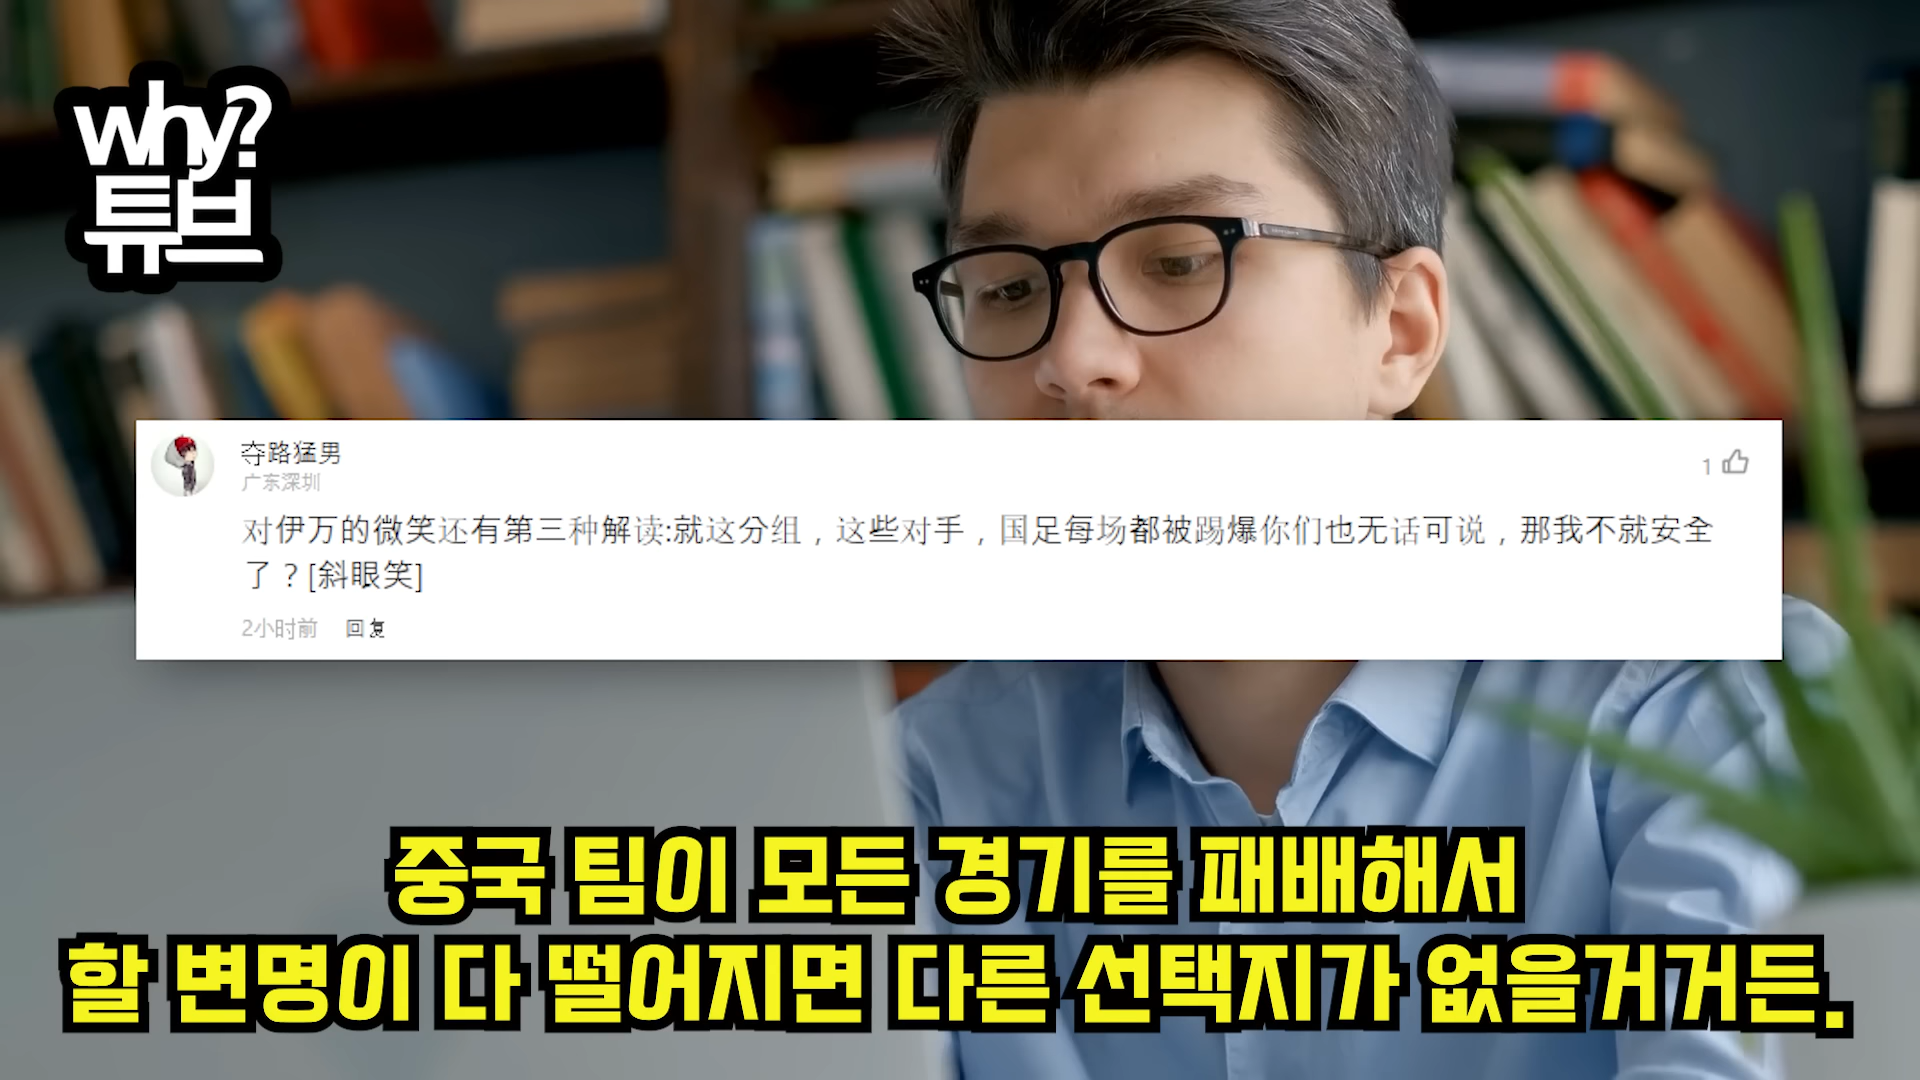 why?
튜브
夺路猛男
广东深圳
1
对伊万的微笑还有第三种解读:就这分组，这些对手，国足每场都被踢爆你们也无话可说，那我不就安全
了？[斜眼笑]
2小时前 回复
중국 팀이 모든 경기를 패배해서
할 변명이 다 떨어지면 다른 선택지가 없을거거든.